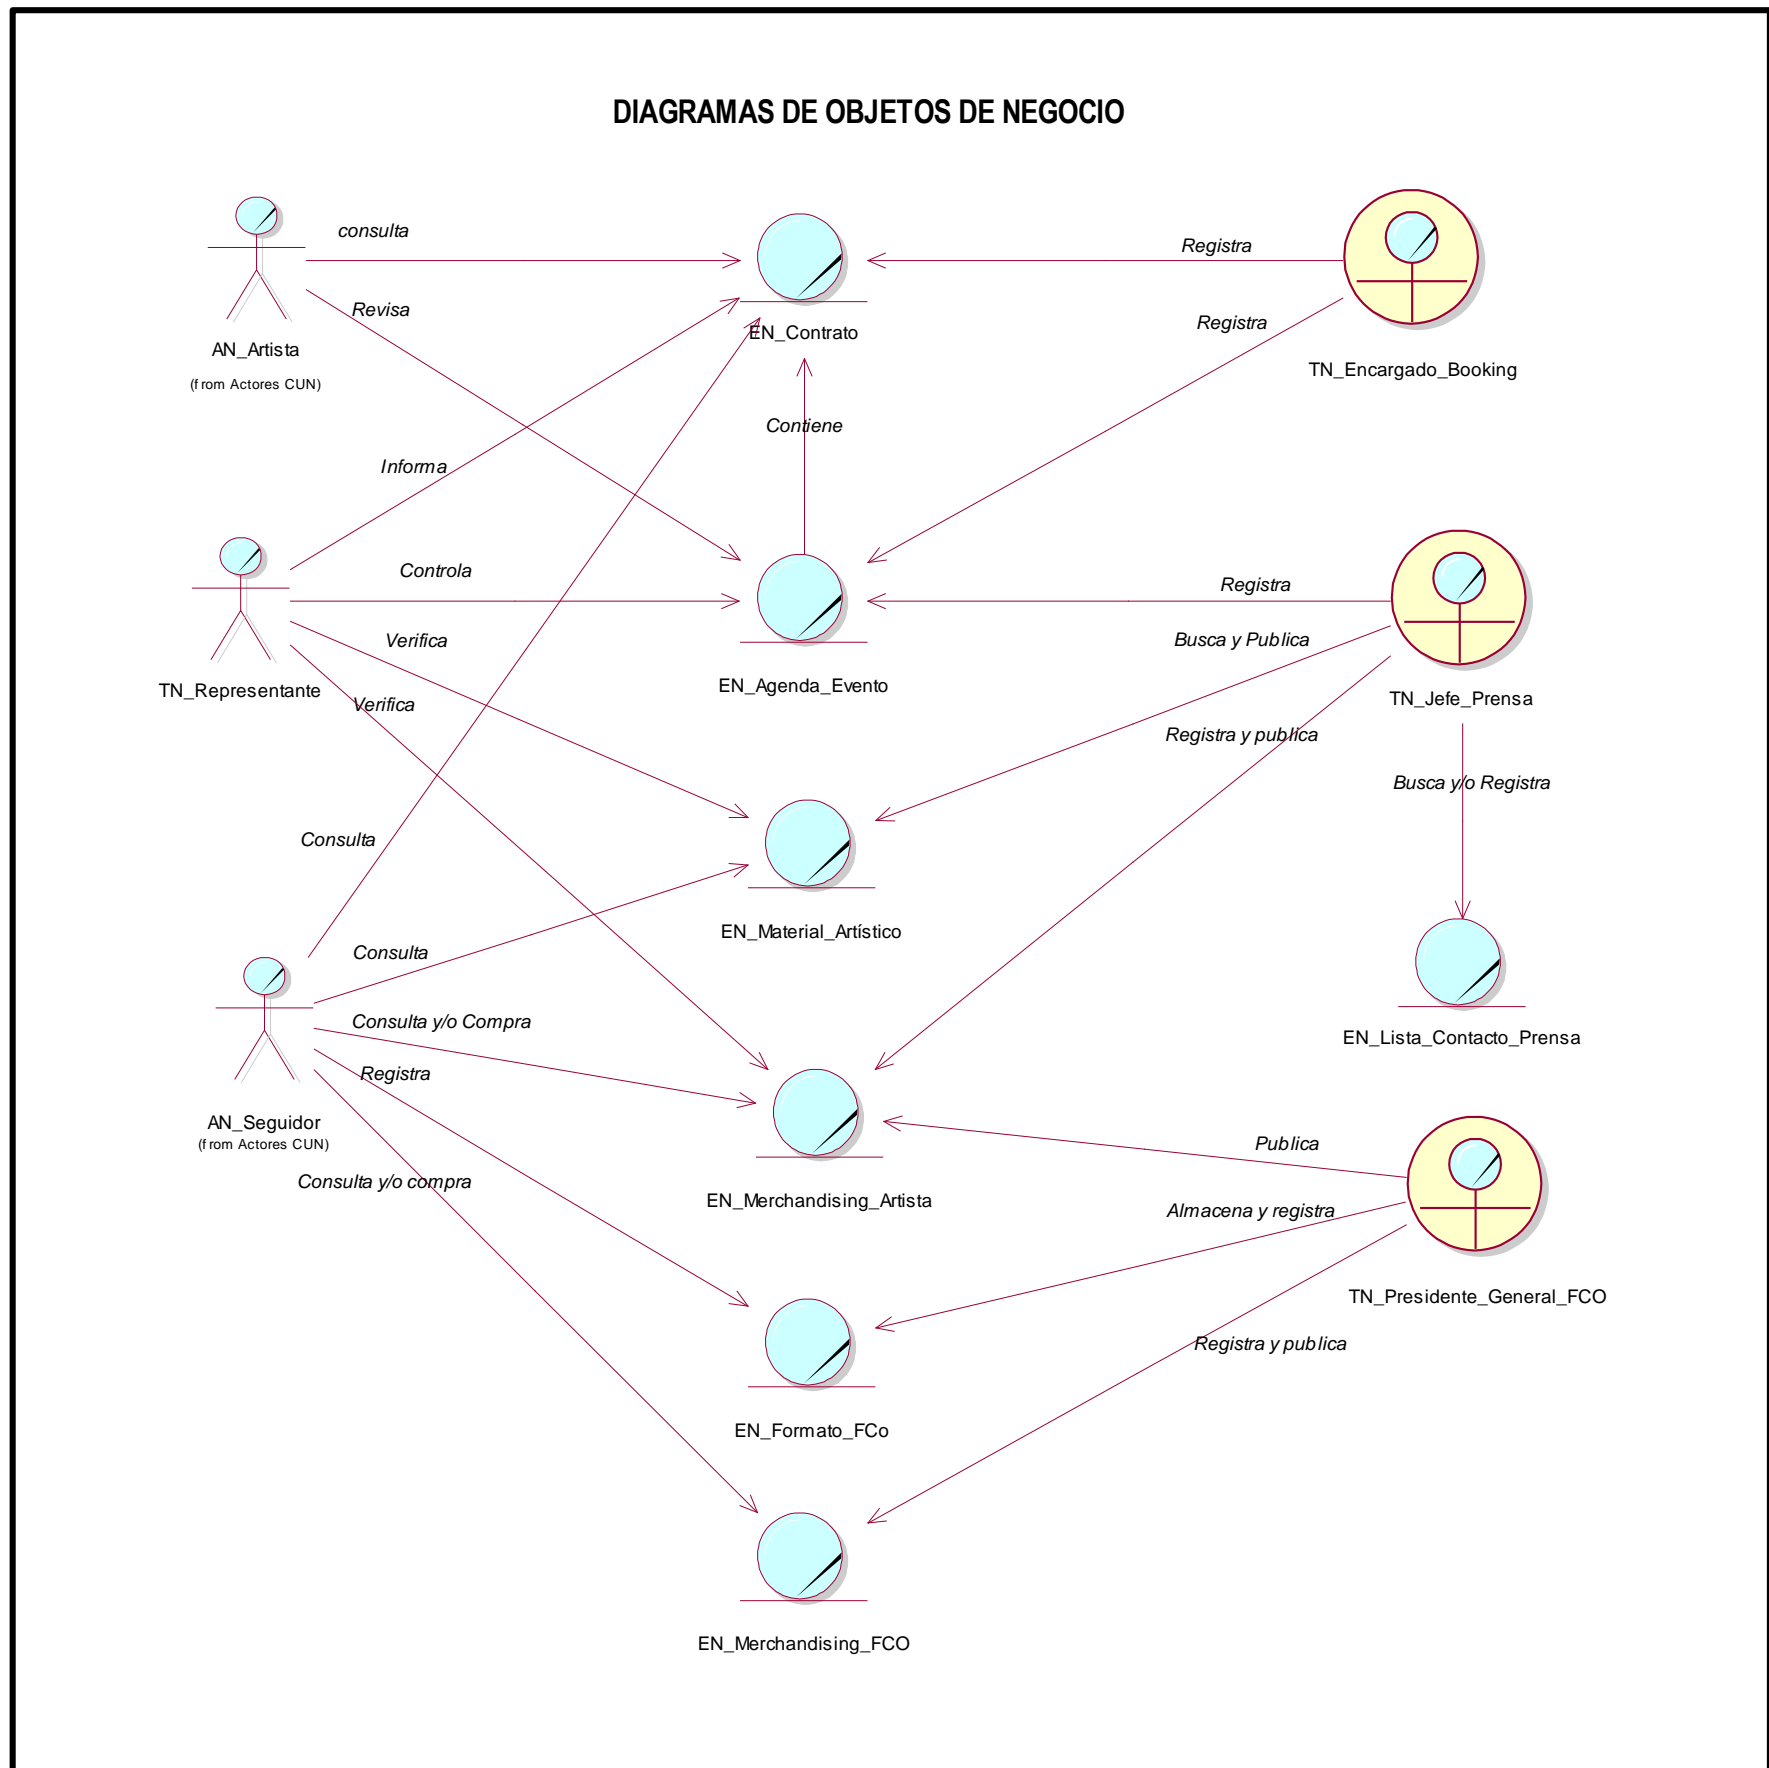 DIAGRAMAS DE OBJETOS DE NEGOCIO
consulta
Registra
Revisa
EN_Contrato
Registra
AN_Artista
(from Actores CUN)
TN_Encargado_Booking
Contiene
Informa
Controla
Registra
Verifica
Busca y Publica
TN_Representante
EN_Agenda_Evento
TN_Jefe_Prensa
Verifica
Registra y publica
Busca y/o Registra
Consulta
EN_Material_Artístico
Consulta
Consulta y/o Compra
EN_Lista_Contacto_Prensa
Registra
AN_Seguidor
(from Actores CUN)
Publica
Consulta y/o compra
EN_Merchandising_Artista
Almacena y registra
TN_Presidente_General_FCO
Registra y publica
EN_Formato_FCo
EN_Merchandising_FCO